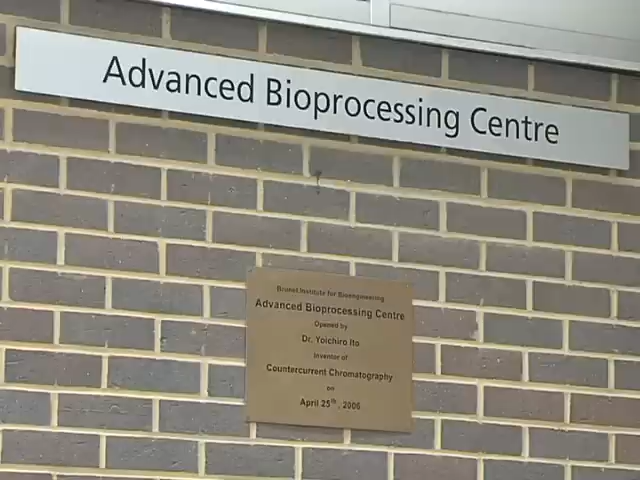 Advanced Bioprocessing Centre
Brunel Institute for Bioengineering
Advanced Bioprocessing Centre
Opened by
Dr. Yoichiro Ito
Inventor of
Countercurrent Chromatography
on
April 25th, 2006